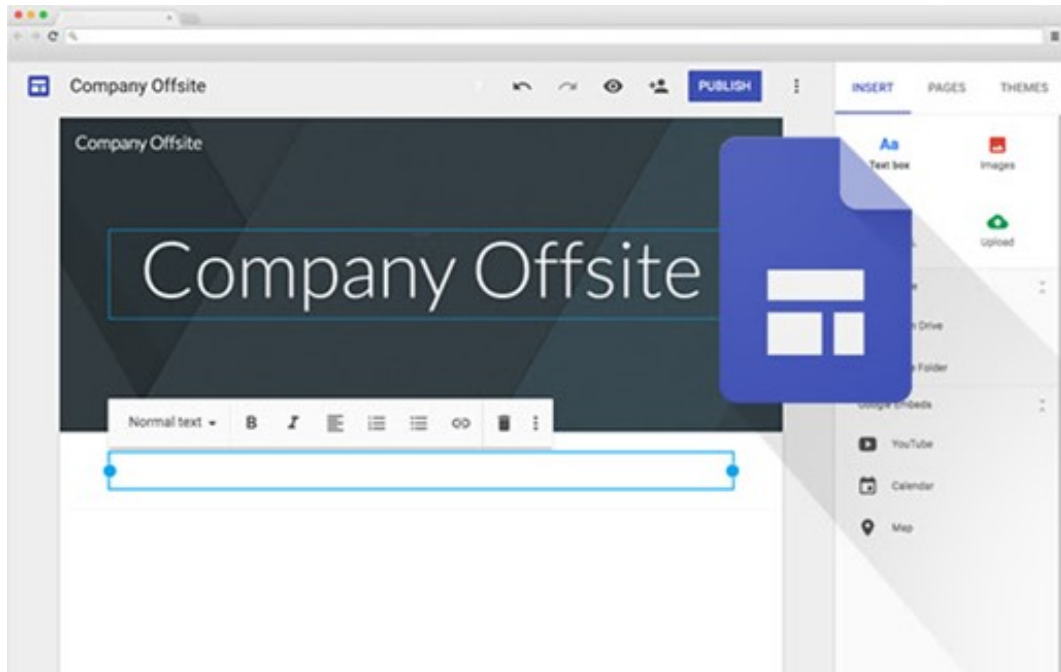 Company Offsite
PUBLISH
INSERT PAGES THEMES
Company Offsite
Company Offsite
Aa
Text box
Images
Upload
Drive
Folder
Google Embeds
Normal text
B I
YouTube
Calendar
Map